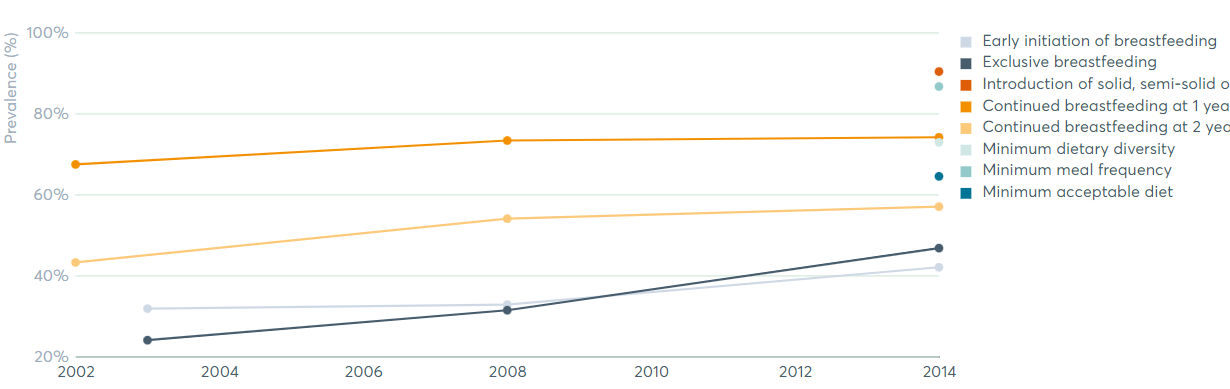 Prevalence (%)
100%
80%
60%
40%
20%
2002 2004 2006 2008 2010 2012 2014
Early initiation of breastfeeding
Exclusive breastfeeding
Introduction of solid, semi-solid o
Continued breastfeeding at 1 yea
Continued breastfeeding at 2 yea
Minimum dietary diversity
Minimum meal frequency
Minimum acceptable diet